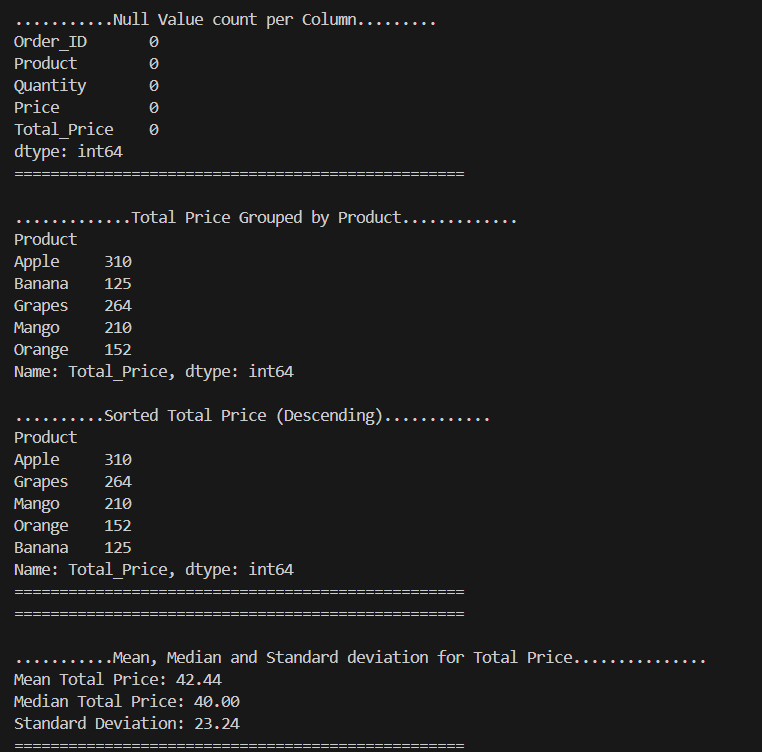 ...........Null Value count per Column.........
Order_ID       0
Product        0
Quantity       0
Price          0
Total_Price    0
dtype: int64
==================================================
.............Total Price Grouped by Product.............
Product
Apple     310
Banana    125
Grapes    264
Mango     210
Orange    152
Name: Total_Price, dtype: int64
..........Sorted Total Price (Descending)............
Product
Apple     310
Grapes    264
Mango     210
Orange    152
Banana    125
Name: Total_Price, dtype: int64
==================================================
==================================================
...........Mean, Median and Standard deviation for Total Price...............
Mean Total Price: 42.44
Median Total Price: 40.00
Standard Deviation: 23.24
==================================================